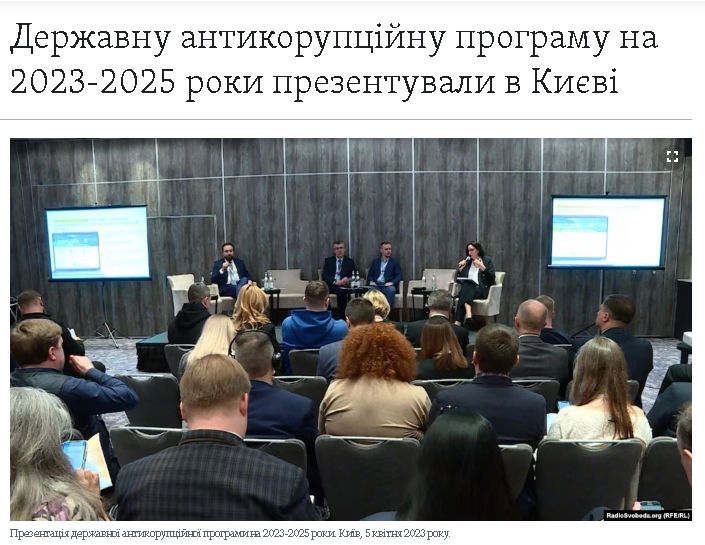 Державну антикорупційну програму на
2023-2025 роки презентували в Києві
RadioSvoboda.org (RFE/RL)
Презентація державної антикорупційної програми на 2023-2025 роки. Київ, 5 квітня 2023 року.